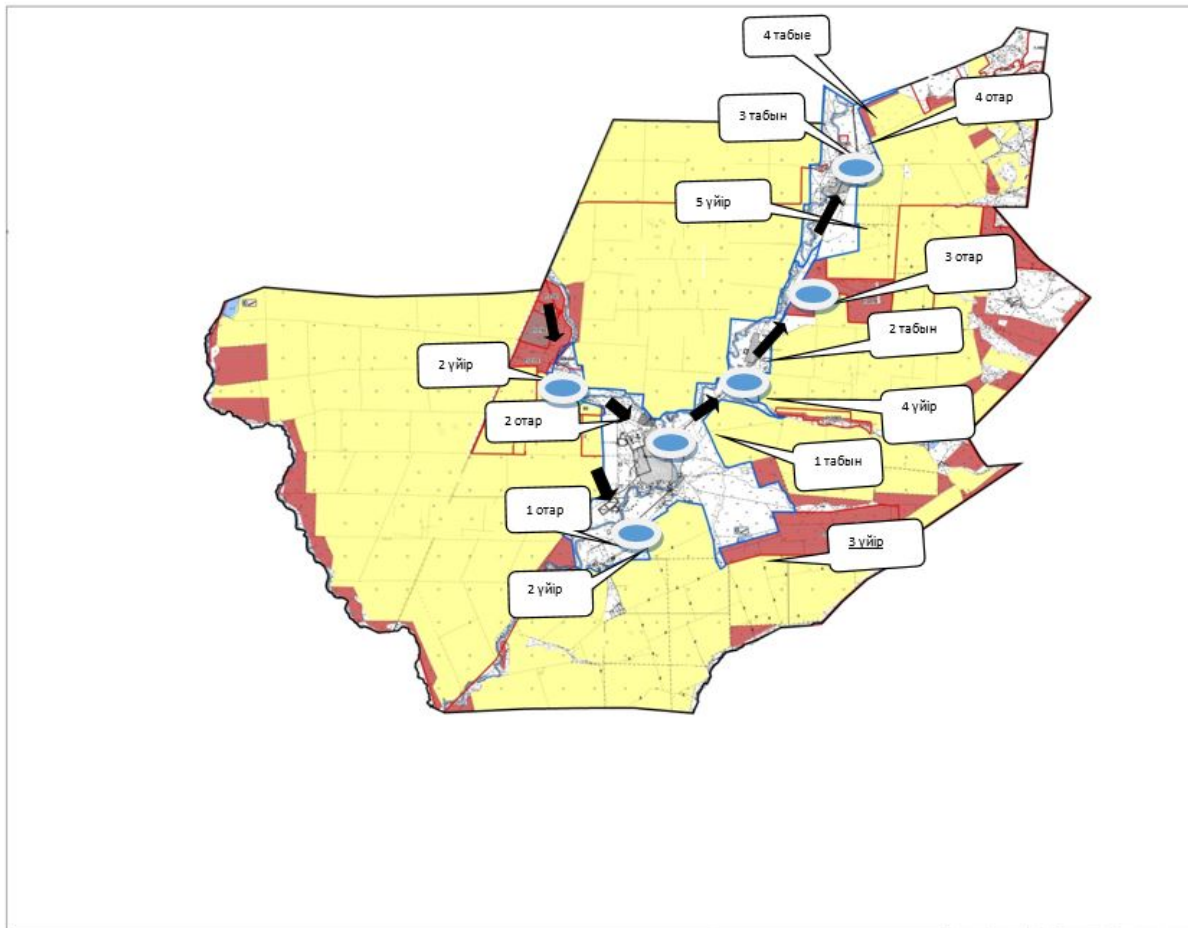 4 табые
4 отар
3 табын
5 үйір
3 отар
2 табын
2 үйір
4 үйір
2 отар
1 табын
1 отар
3 үйір
2 үйір